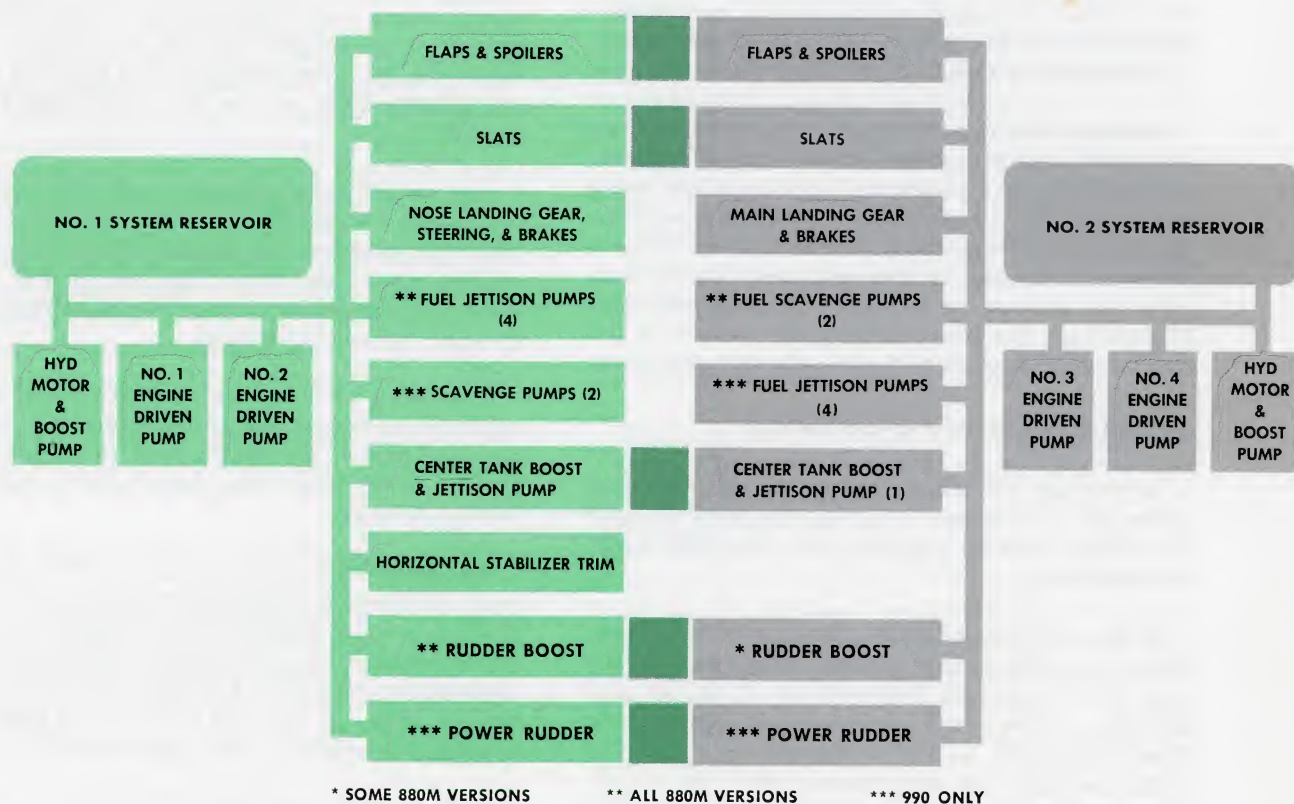 FLAPS & SPOILERS
FLAPS & SPOILERS
SLATS
SLATS
NO. 1 SYSTEM RESERVOIR
NOSE LANDING GEAR,
STEERING, & BRAKES
MAIN LANDING GEAR
& BRAKES
NO. 2 SYSTEM RESERVOIR
** FUEL JETTISON PUMPS
(4)
** FUEL SCAVENGE PUMPS
(2)
HYD
MOTOR
&
BOOST
PUMP
NO. 1
ENGINE
DRIVEN
PUMP
NO. 2
ENGINE
DRIVEN
PUMP
*** SCAVENGE PUMPS (2)
*** FUEL JETTISON PUMPS
(4)
NO. 3
ENGINE
DRIVEN
PUMP
NO. 4
ENGINE
DRIVEN
PUMP
HYD
MOTOR
&
BOOST
PUMP
CENTER TANK BOOST
& JETTISON PUMP
CENTER TANK BOOST
& JETTISON PUMP (1)
HORIZONTAL STABILIZER TRIM
** RUDDER BOOST
* RUDDER BOOST
*** POWER RUDDER
*** POWER RUDDER
* SOME 880M VERSIONS ** ALL 880M VERSIONS *** 990 ONLY